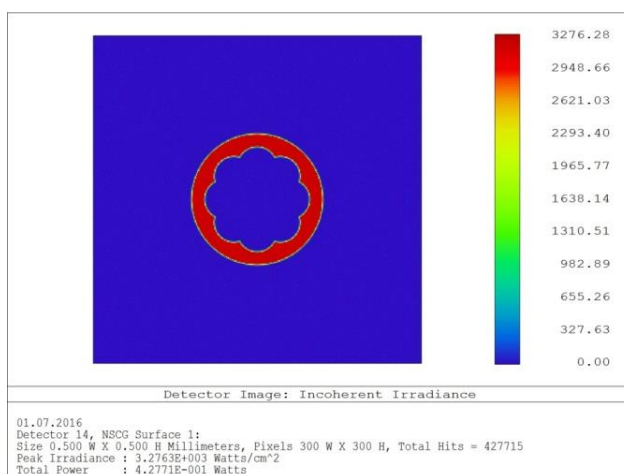 3276.28
2948.66
2621.03
2293.40
1965.77
1638.14
1310.51
982.89
655.26
327.63
0.00
Detector Image: Incoherent Irradiance
01.07.2016
Detector 14, NSCG Surface 1:
Size 0.500 W X 0.500 H Millimeters, Pixels 300 W X 300 H, Total Hits = 427715
Peak Irradiance : 3.2763E+003 Watts/cm^2
Total Power : 4.2771E-001 Watts